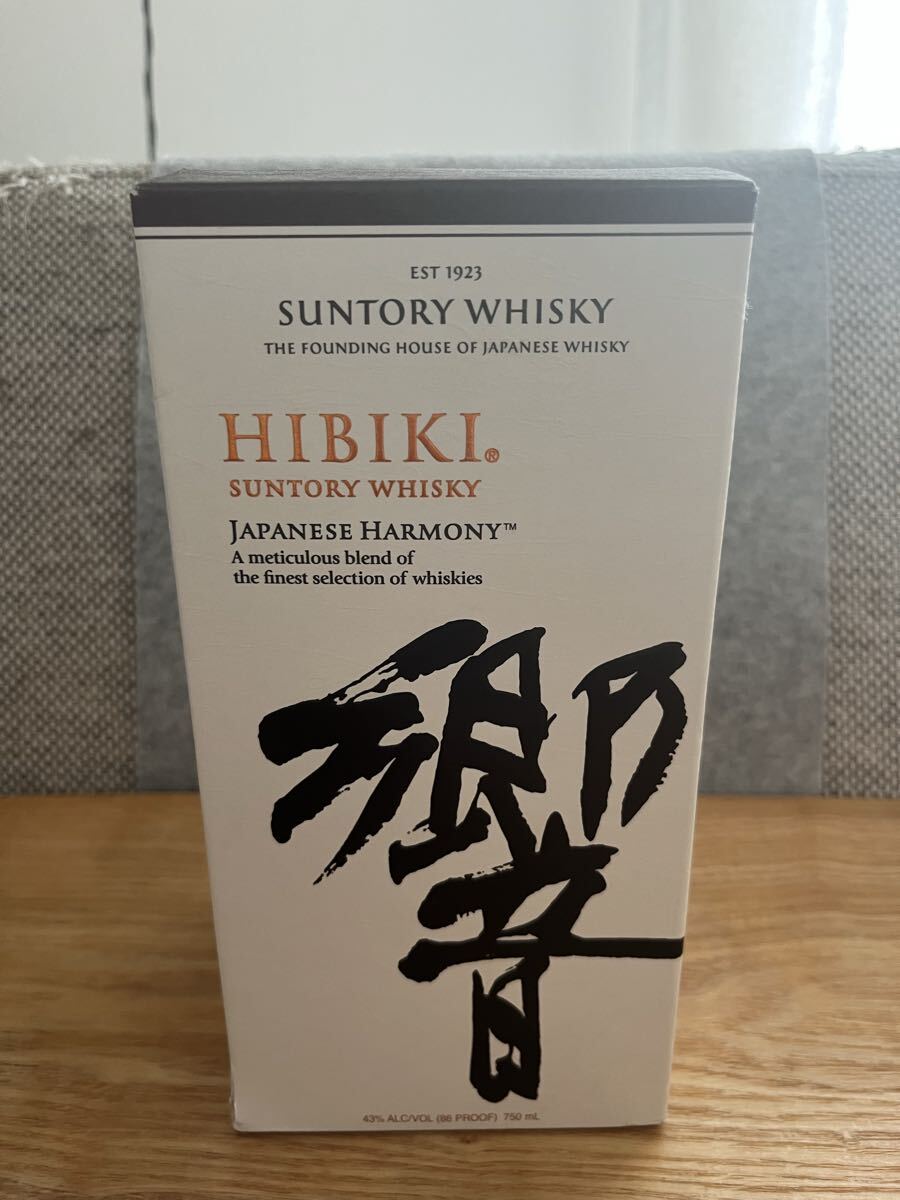 EST 1923
SUNTORY WHISKY
THE FOUNDING HOUSE OF JAPANESE WHISKY
HIBIKI®
SUNTORY WHISKY
JAPANESE HARMONY™
A meticulous blend of
the finest selection of whiskies
響
43% ALC/VOL (86 PROOF) 750 mL